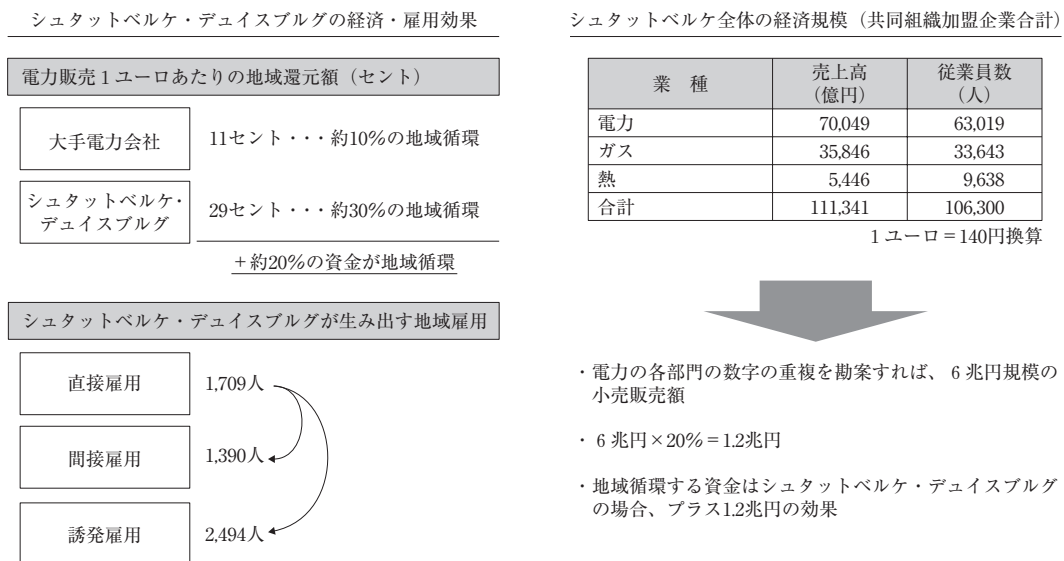 シュタットベルケ・デュイスブルグの経済・雇用効果
電力販売1ユーロあたりの地域還元額（セント）
大手電力会社
11セント・・・約10%の地域循環
シュタットベルケ・
デュイスブルグ
29セント・・・約30%の地域循環
＋約20%の資金が地域循環
シュタットベルケ・デュイスブルグが生み出す地域雇用
直接雇用
1,709人
間接雇用
1,390人
誘発雇用
2,494人
シュタットベルケ全体の経済規模（共同組織加盟企業合計）
業　種 売上高 従業員数
（億円） （人）
電力 70,049 63,019
ガス 35,846 33,643
熱 5,446 9,638
合計 111,341 106,300
1ユーロ＝140円換算
・電力の各部門の数字の重複を勘案すれば、6兆円規模の
小売販売額
・6兆円×20%＝1.2兆円
・地域循環する資金はシュタットベルケ・デュイスブルグ
の場合、プラス1.2兆円の効果